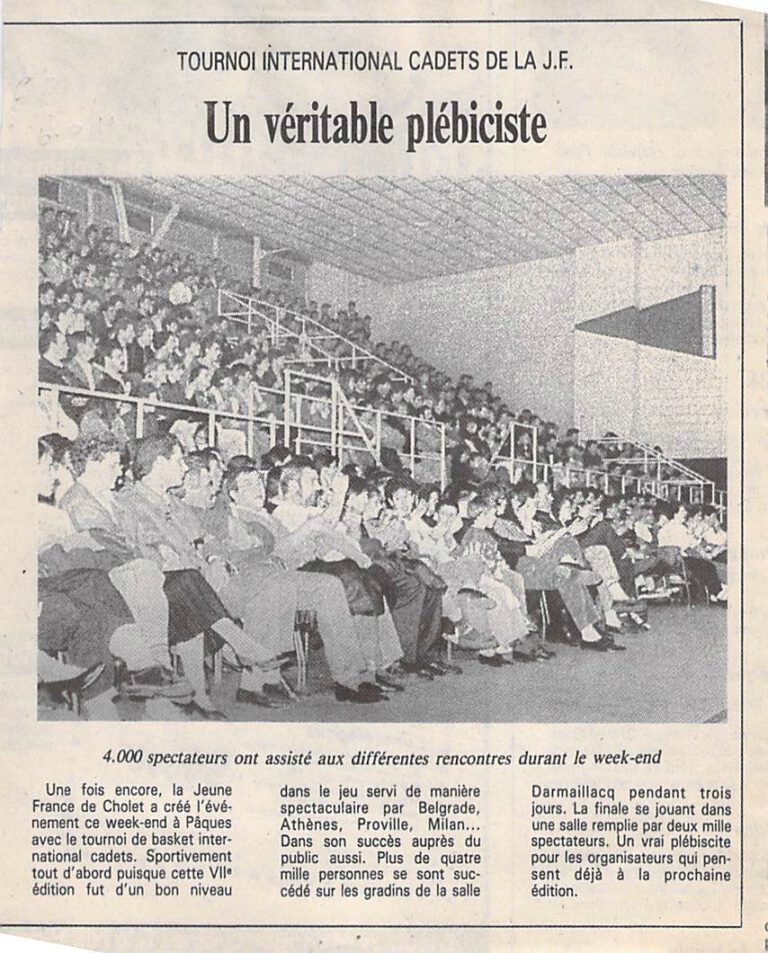 TOURNOI INTERNATIONAL CADETS DE LA J.F.
Un véritable plébiciste
4.000 spectateurs ont assisté aux différentes rencontres durant le week-end
Une fois encore, la Jeune
France de Cholet a créé l'évé-
nement ce week-end à Pâques
avec le tournoi de basket inter-
national cadets. Sportivement
tout d'abord puisque cette VIIe
édition fut d'un bon niveau
dans le jeu servi de manière
spectaculaire par Belgrade,
Athènes, Proville, Milan...
Dans son succès auprès du
public aussi. Plus de quatre
mille personnes se sont suc-
cédé sur les gradins de la salle
Darmaillacq pendant trois
jours. La finale se jouant dans
une salle remplie par deux mille
spectateurs. Un vrai plébiscite
pour les organisateurs qui pen-
sent déjà à la prochaine
édition.